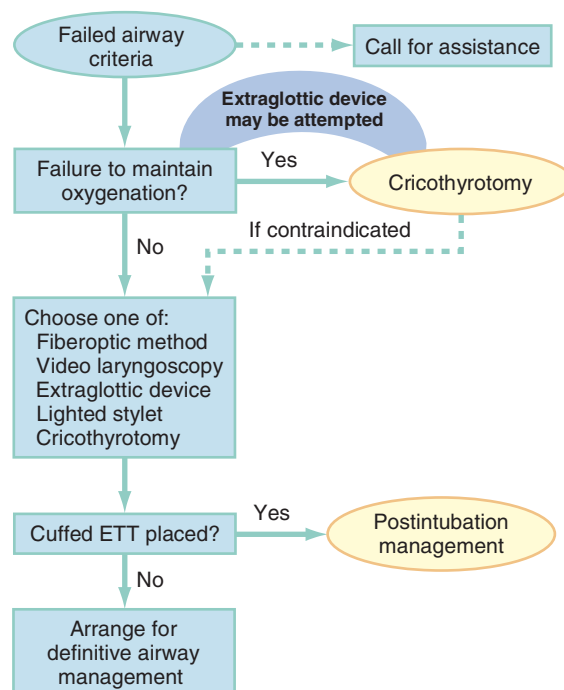 Failed airway
criteria
Call for assistance
Extraglottic device
may be attempted
Failure to maintain
oxygenation?
Yes
Cricothyrotomy
If contraindicated
No
Choose one of:
Fiberoptic method
Video laryngoscopy
Extraglottic device
Lighted stylet
Cricothyrotomy
Cuffed ETT placed?
Yes
Postintubation
management
No
Arrange for
definitive airway
management